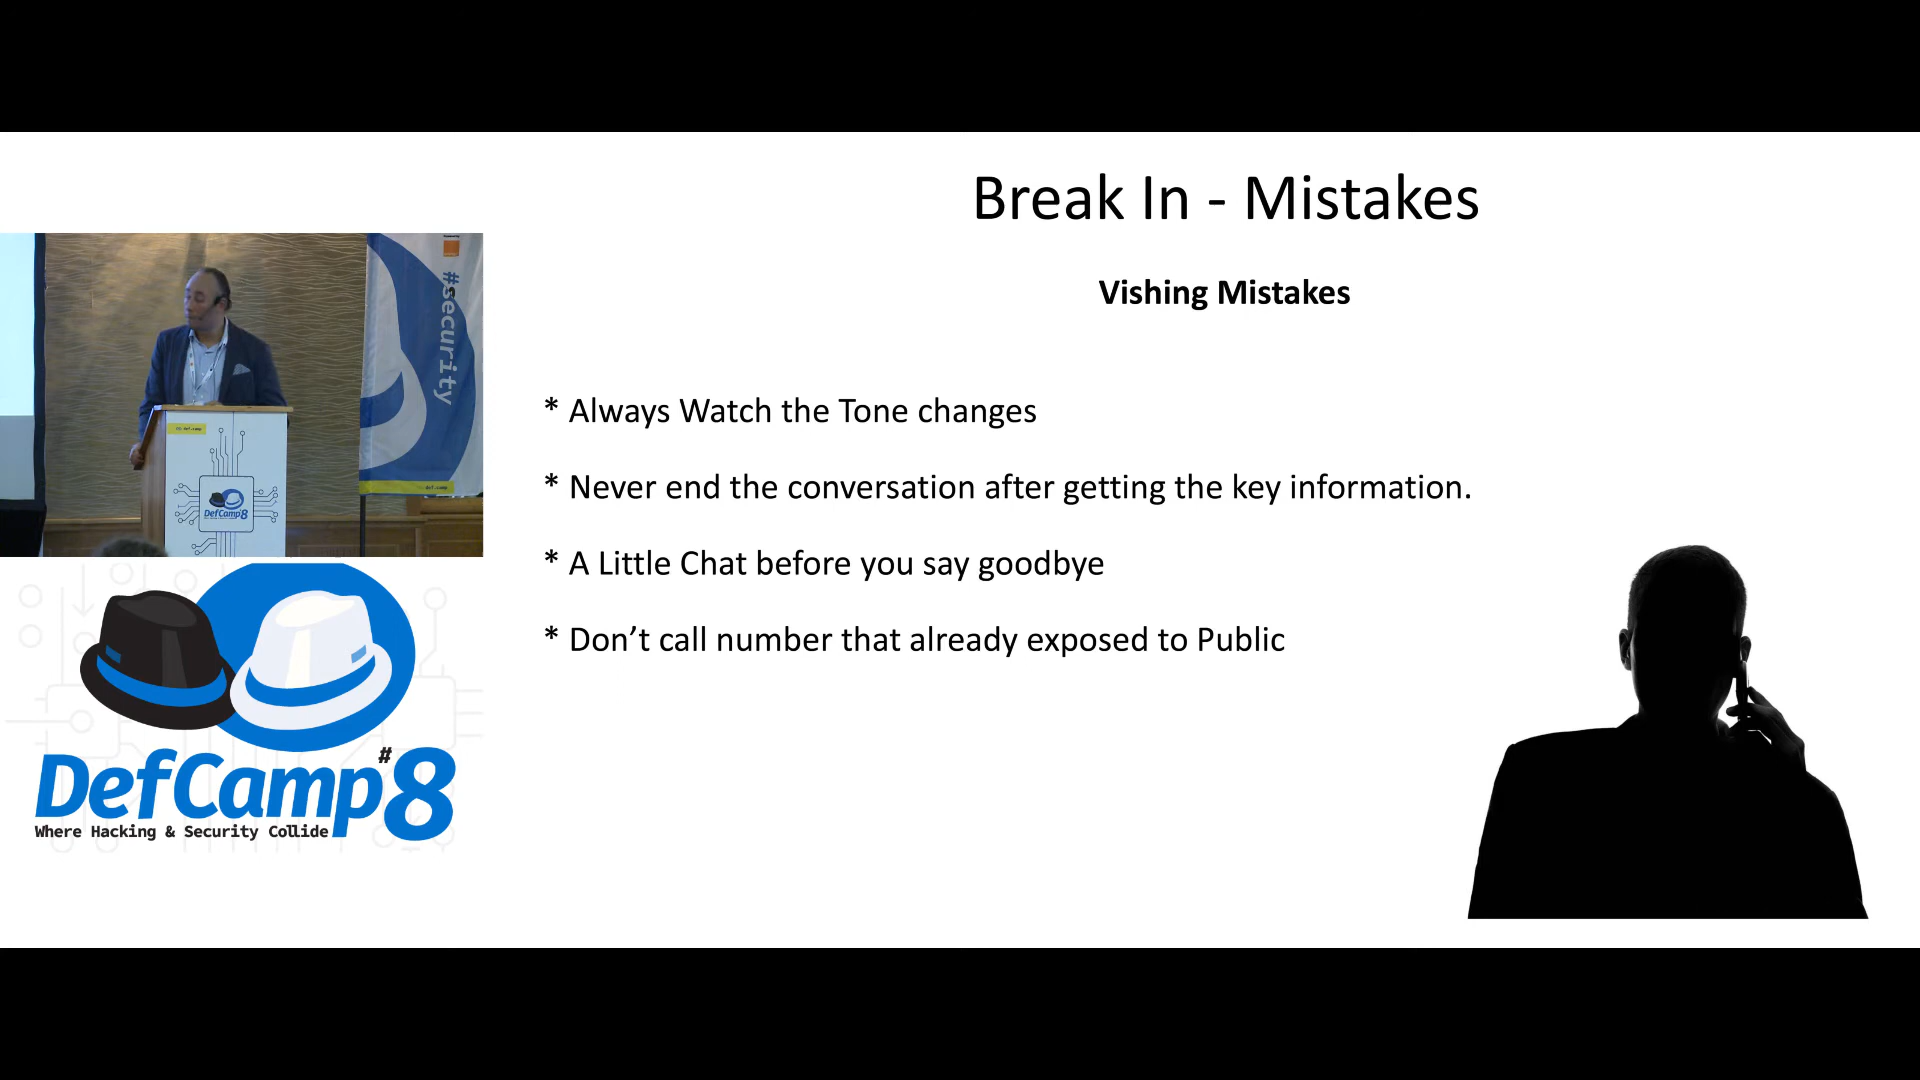 Break In - Mistakes
Vishing Mistakes
* Always Watch the Tone changes
* Never end the conversation after getting the key information.
* A Little Chat before you say goodbye
* Don’t call number that already exposed to Public
#security
DefCamp 8
DefCamp#8
Where Hacking & Security Collide